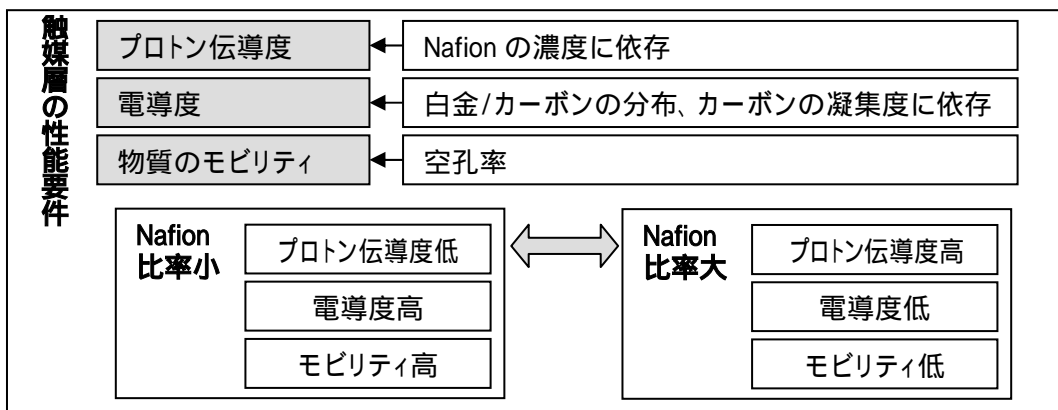 触媒層の性能要件
プロトン伝導度
Nafion の濃度に依存
電導度
白金/カーボンの分布、カーボンの凝集度に依存
物質のモビリティ
空孔率
Nafion
比率小
プロトン伝導度低
電導度高
モビリティ高
Nafion
比率大
プロトン伝導度高
電導度低
モビリティ低